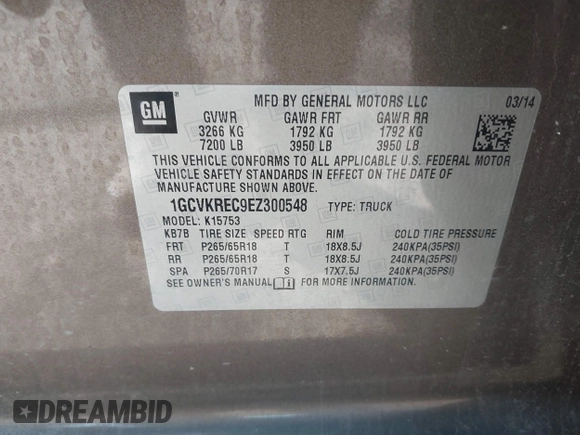 GM
®
MFD BY GENERAL MOTORS LLC 03/14
GVWR GAWR FRT GAWR RR
3266 KG 1792 KG 1792 KG
7200 LB 3950 LB 3950 LB
THIS VEHICLE CONFORMS TO ALL APPLICABLE U.S. FEDERAL MOTOR
VEHICLE SAFETY STANDARDS IN EFFECT ON THE DATE OF
MANUFACTURE SHOWN ABOVE.
1GCVKREC9EZ300548 TYPE: TRUCK
MODEL: K15753
KB7B TIRE SIZE SPEED RTG RIM COLD TIRE PRESSURE
FRT P265/65R18 T 18X8.5J 240KPA(35PSI)
RR P265/65R18 T 18X8.5J 240KPA(35PSI)
SPA P265/70R17 S 17X7.5J 240KPA(35PSI)
SEE OWNER'S MANUAL FOR MORE INFORMATION.
DREAMBID